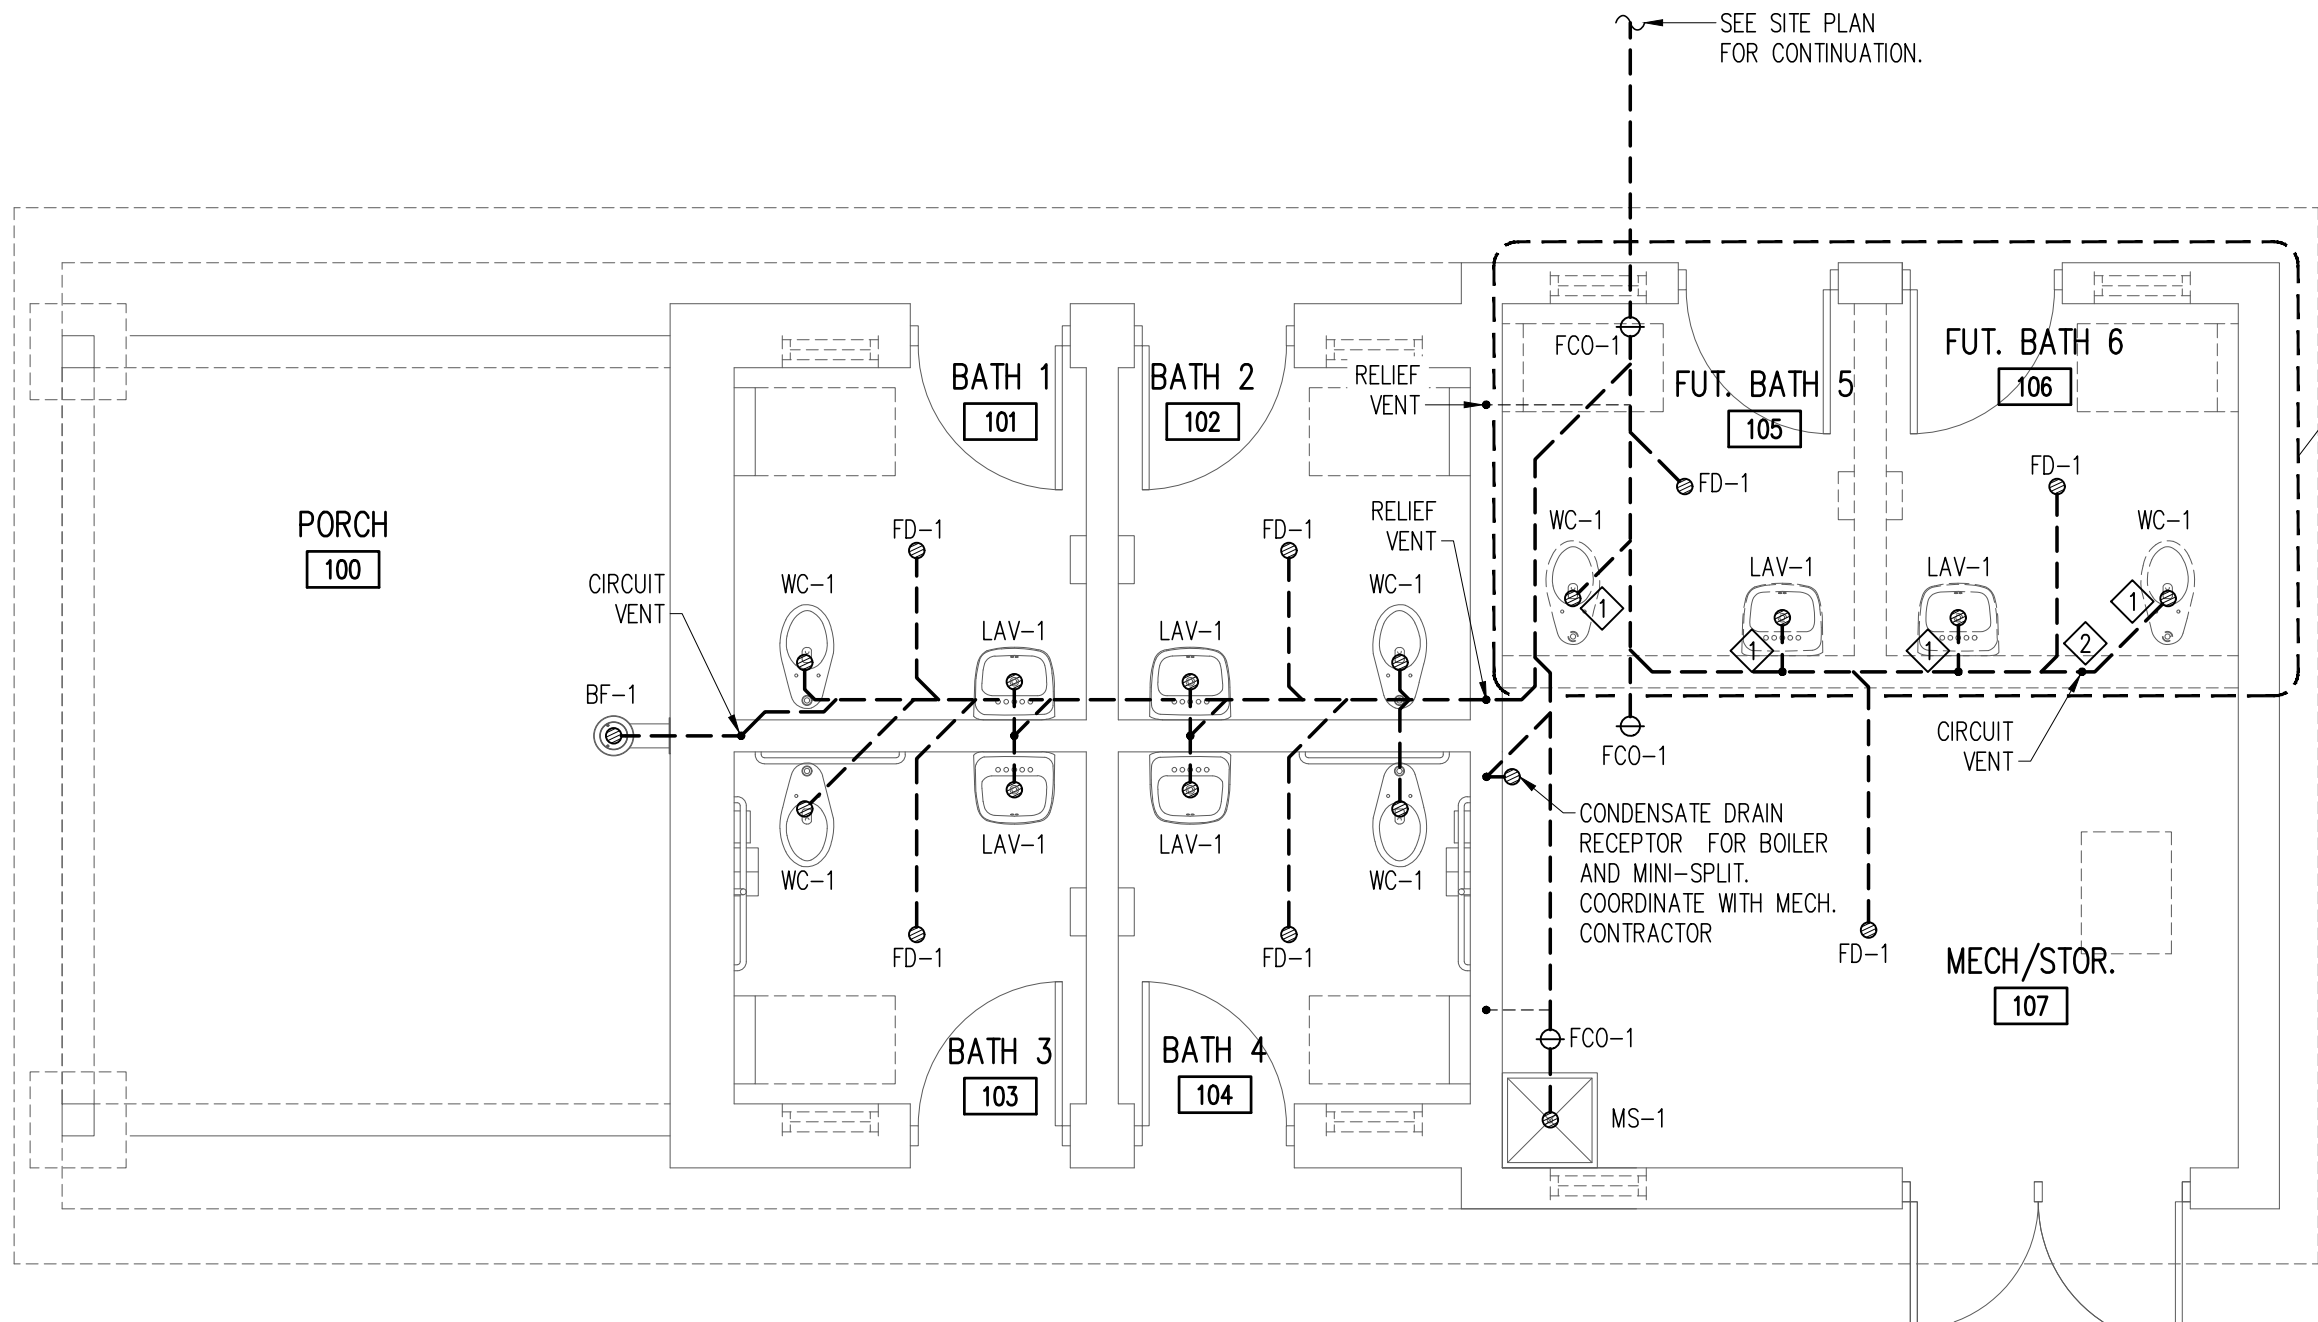 SEE SITE PLAN
FOR CONTINUATION.
FCO-1
FUT. BATH 6
106
RELIEF
VENT
FUT. BATH 5
105
BATH 1
101
BATH 2
102
FD-1
FD-1
PORCH
100
RELIEF
VENT
FD-1
FD-1
WC-1
WC-1
CIRCUIT
VENT
WC-1
WC-1
LAV-1
LAV-1
1
1
LAV-1
LAV-1
1
1
2
BF-1
FCO-1
CIRCUIT
VENT
CONDENSATE DRAIN
RECEPTOR FOR BOILER
AND MINI-SPLIT.
COORDINATE WITH MECH.
CONTRACTOR
LAV-1
LAV-1
WC-1
WC-1
FD-1
FD-1
FD-1
MECH/STOR.
107
FCO-1
BATH 3
103
BATH 4
104
MS-1